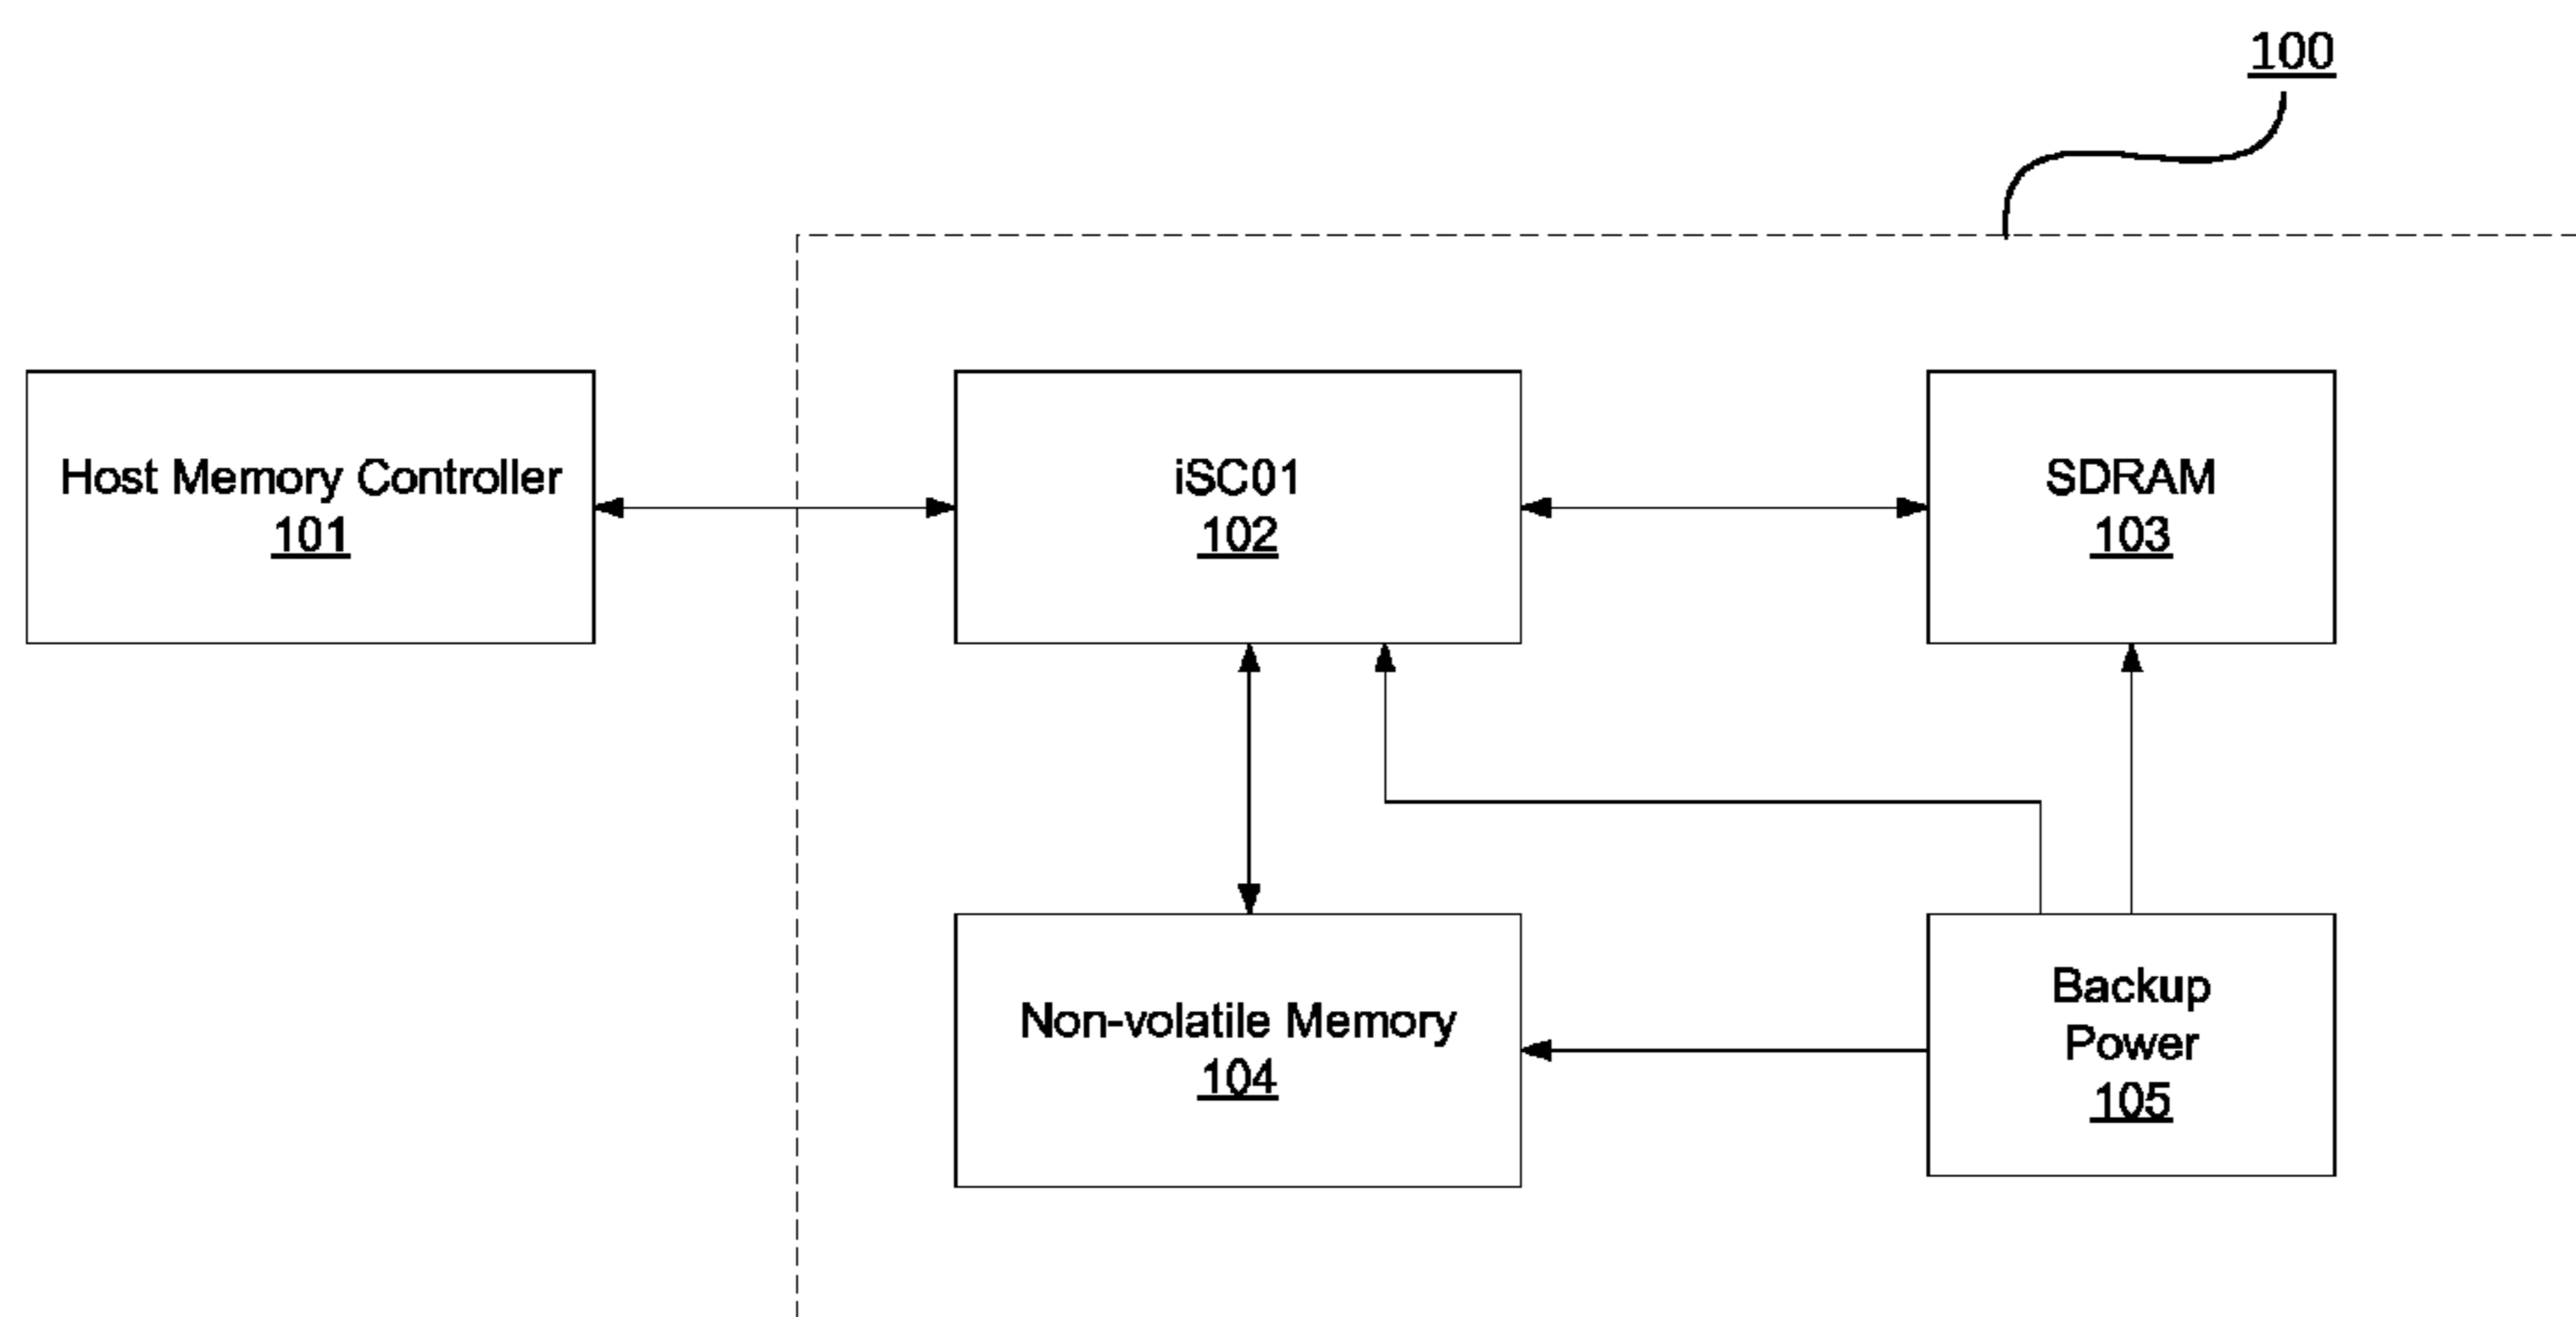 100
Host Memory Controller
101
iSC01
102
SDRAM
103
Non-volatile Memory
104
Backup
Power
105